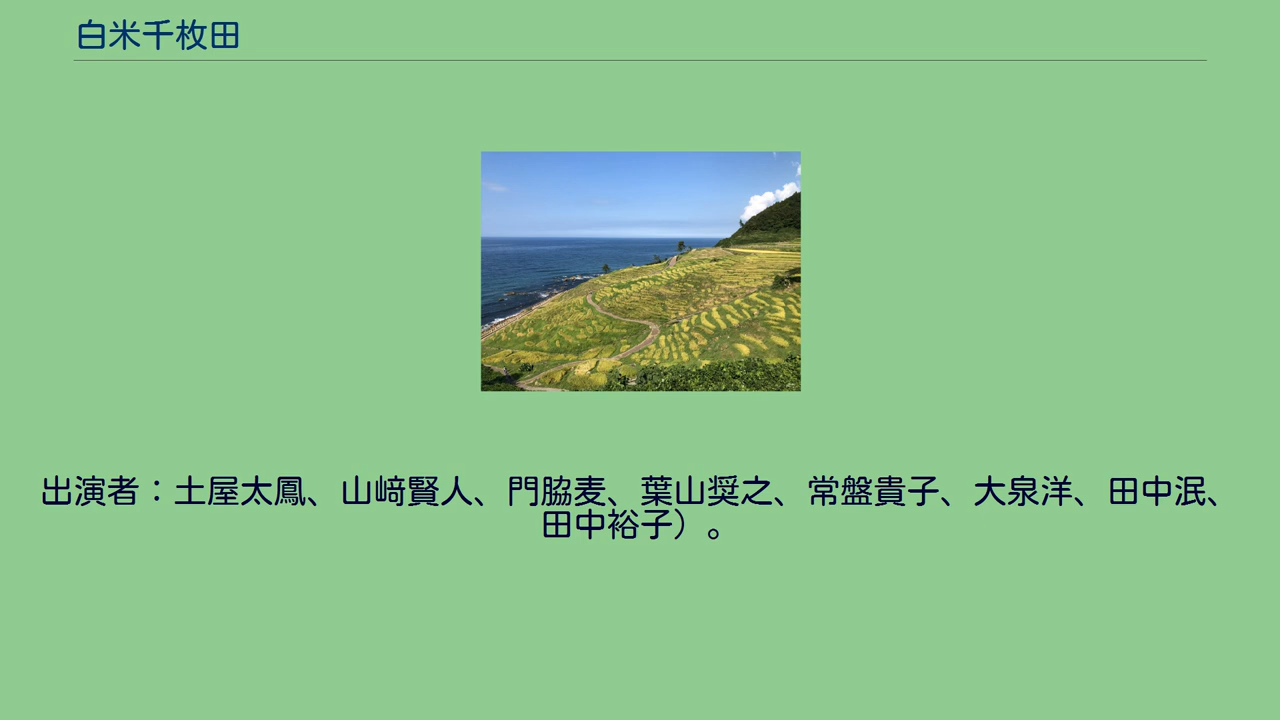 白米千枚田
出演者：土屋太鳳、山﨑賢人、門脇麦、葉山奨之、常盤貴子、大泉洋、田中泯、
田中裕子）。